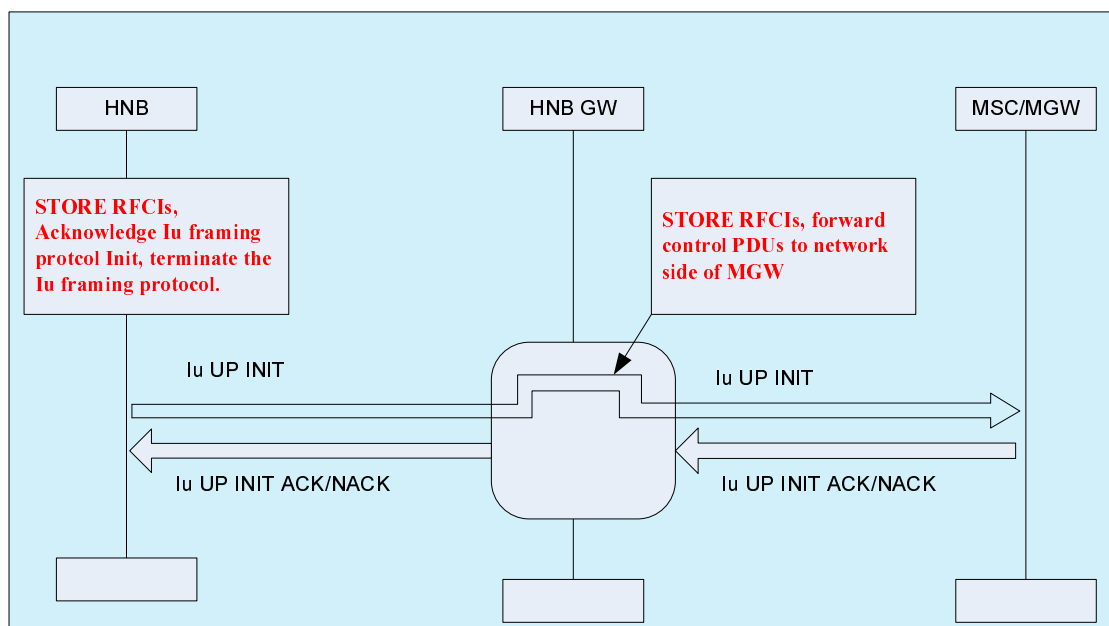 HNB
HNB GW
MSC/MGW
STORE RFCIs,
Acknowledge Iu framing
protcol Init, terminate the
Iu framing protocol.
STORE RFCIs, forward
control PDUs to network
side of MGW
Iu UP INIT
Iu UP INIT
Iu UP INIT ACK/NACK
Iu UP INIT ACK/NACK